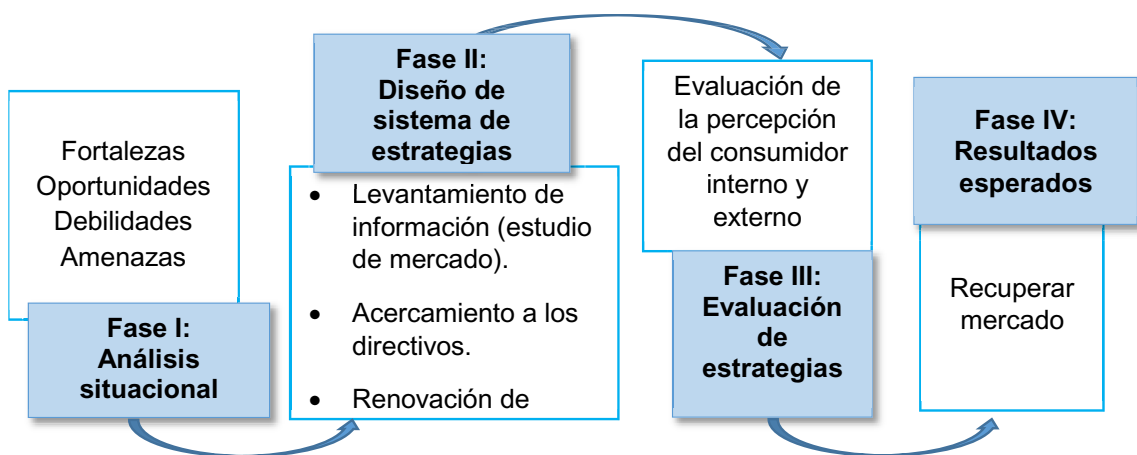 Fortalezas
Oportunidades
Debilidades
Amenazas
Fase I:
Análisis
situacional
Fase II:
Diseño de
sistema de
estrategias
• Levantamiento de
información (estudio
de mercado).
• Acercamiento a los
directivos.
• Renovación de
Evaluación de
la percepción
del consumidor
interno y
externo
Fase III:
Evaluación
de
estrategias
Fase IV:
Resultados
esperados
Recuperar
mercado